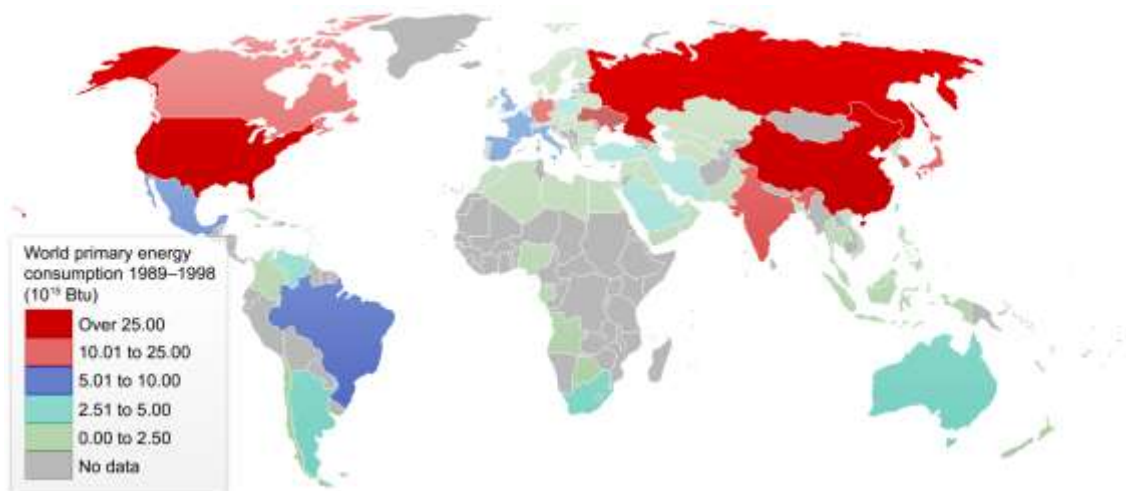 World primary energy
consumption 1989–1998
(10¹⁵ Btu)
Over 25.00
10.01 to 25.00
5.01 to 10.00
2.51 to 5.00
0.00 to 2.50
No data